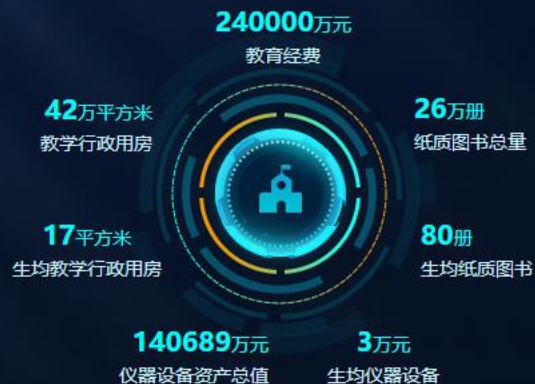 240000万元
教育经费
42万平方米
教学行政用房
26万册
纸质图书总量
17平方米
生均教学行政用房
80册
生均纸质图书
140689万元
仪器设备资产总值
3万元
生均仪器设备